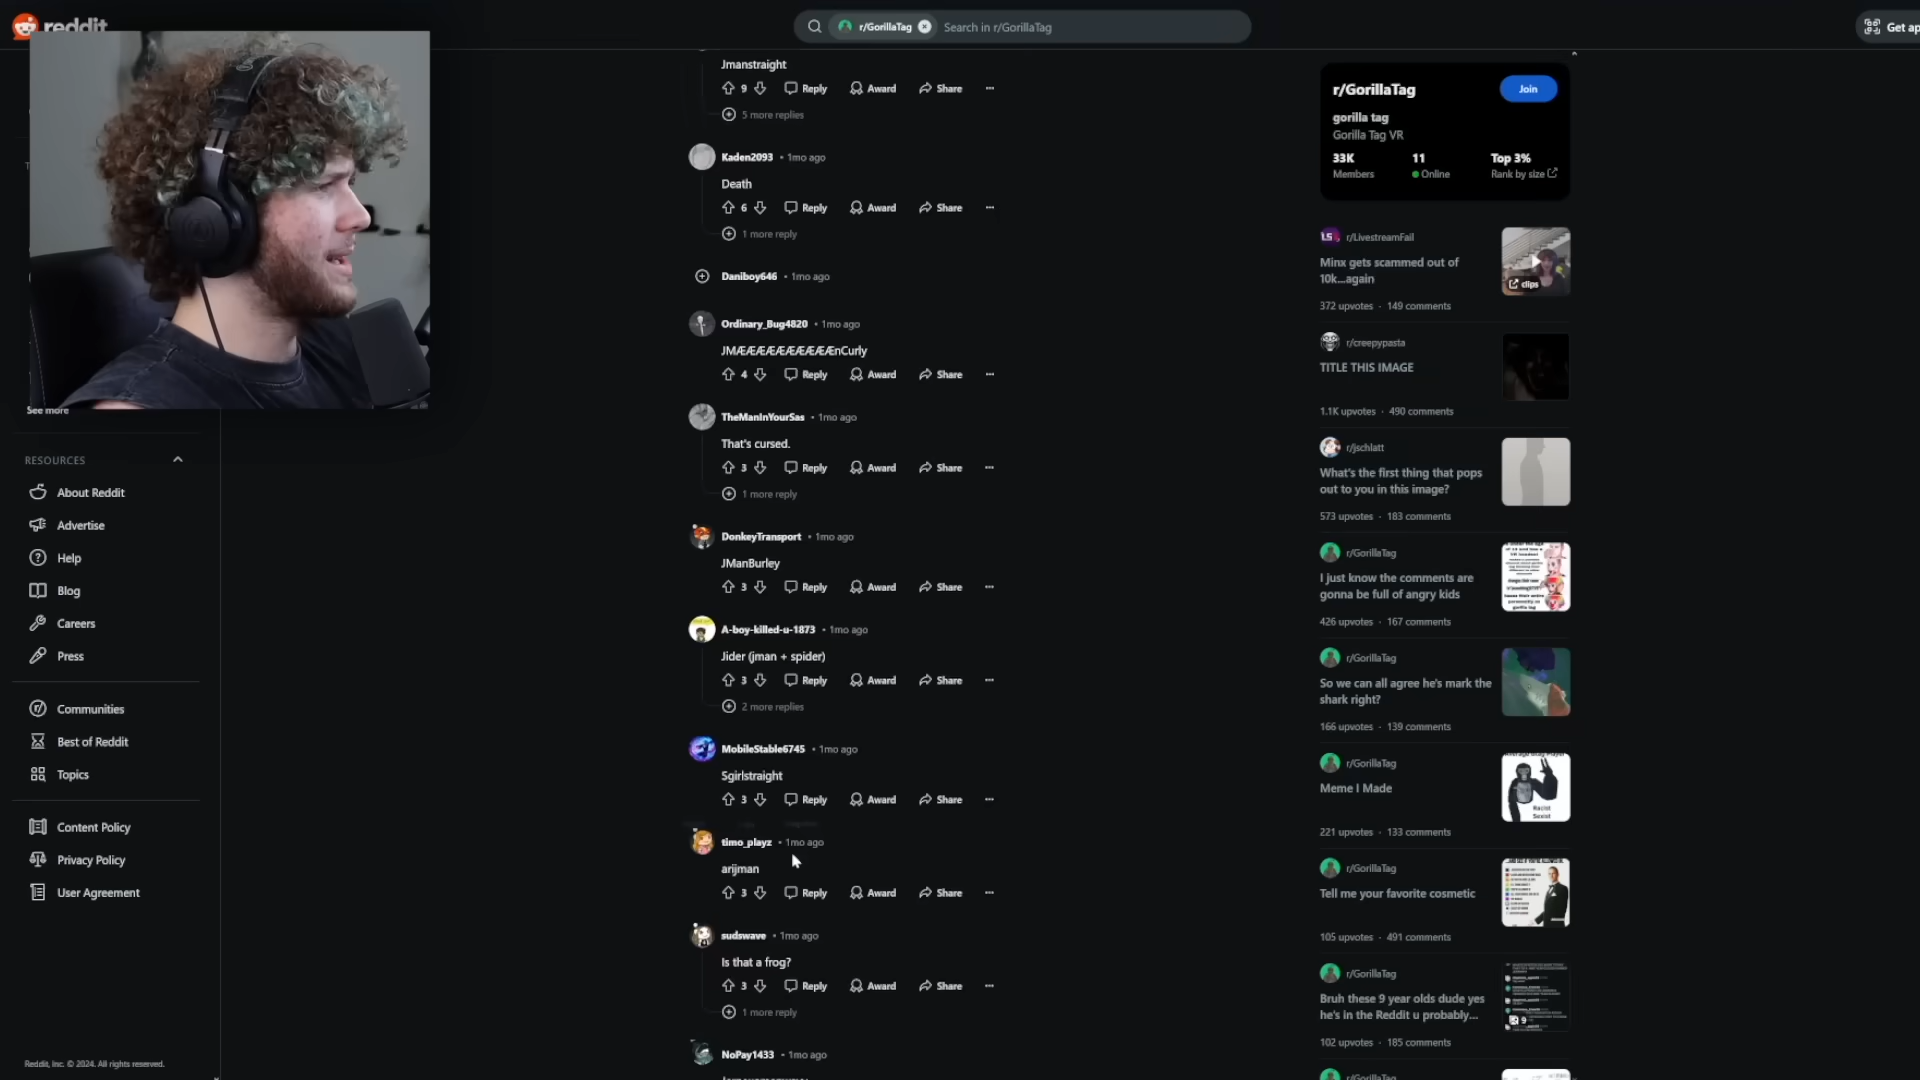 reddit
r/GorillaTag
Search in r/GorillaTag
Get ap
See more
RESOURCES
About Reddit
Advertise
Help
Blog
Careers
Press
Communities
Best of Reddit
Topics
Content Policy
Privacy Policy
User Agreement
Reddit, Inc. © 2024. All rights reserved.
Jmanstraight
9 Reply Award Share
5 more replies
Kaden2093 • 1mo ago
Death
6 Reply Award Share
1 more reply
Daniboy646 • 1mo ago
Ordinary_Bug4820 • 1mo ago
JMÆÆÆÆÆÆÆÆÆÆnCurly
4 Reply Award Share
TheManInYourSas • 1mo ago
That's cursed.
3 Reply Award Share
1 more reply
DonkeyTransport • 1mo ago
JManBurley
3 Reply Award Share
A-boy-killed-u-1873 • 1mo ago
Jider (jman + spider)
3 Reply Award Share
2 more replies
MobileStable6745 • 1mo ago
Sgirlstraight
3 Reply Award Share
timo_playz • 1mo ago
arijman
3 Reply Award Share
sudswave • 1mo ago
Is that a frog?
3 Reply Award Share
1 more reply
NoPay1433 • 1mo ago
r/GorillaTag
Join
gorilla tag
Gorilla Tag VR
33K 11 Top 3%
Members Online Rank by size
r/LivestreamFail
Minx gets scammed out of
10k...again
clips
372 upvotes · 149 comments
r/creepypasta
TITLE THIS IMAGE
1.1K upvotes · 490 comments
r/jschlatt
What's the first thing that pops
out to you in this image?
573 upvotes · 183 comments
r/GorillaTag
I just know the comments are
gonna be full of angry kids
426 upvotes · 167 comments
r/GorillaTag
So we can all agree he's mark the
shark right?
166 upvotes · 139 comments
r/GorillaTag
Meme I Made
Racist
Sexist
221 upvotes · 133 comments
r/GorillaTag
Tell me your favorite cosmetic
105 upvotes · 491 comments
r/GorillaTag
Bruh these 9 year olds dude yes
he's in the Reddit u probably...
9
102 upvotes · 185 comments
r/GorillaTag